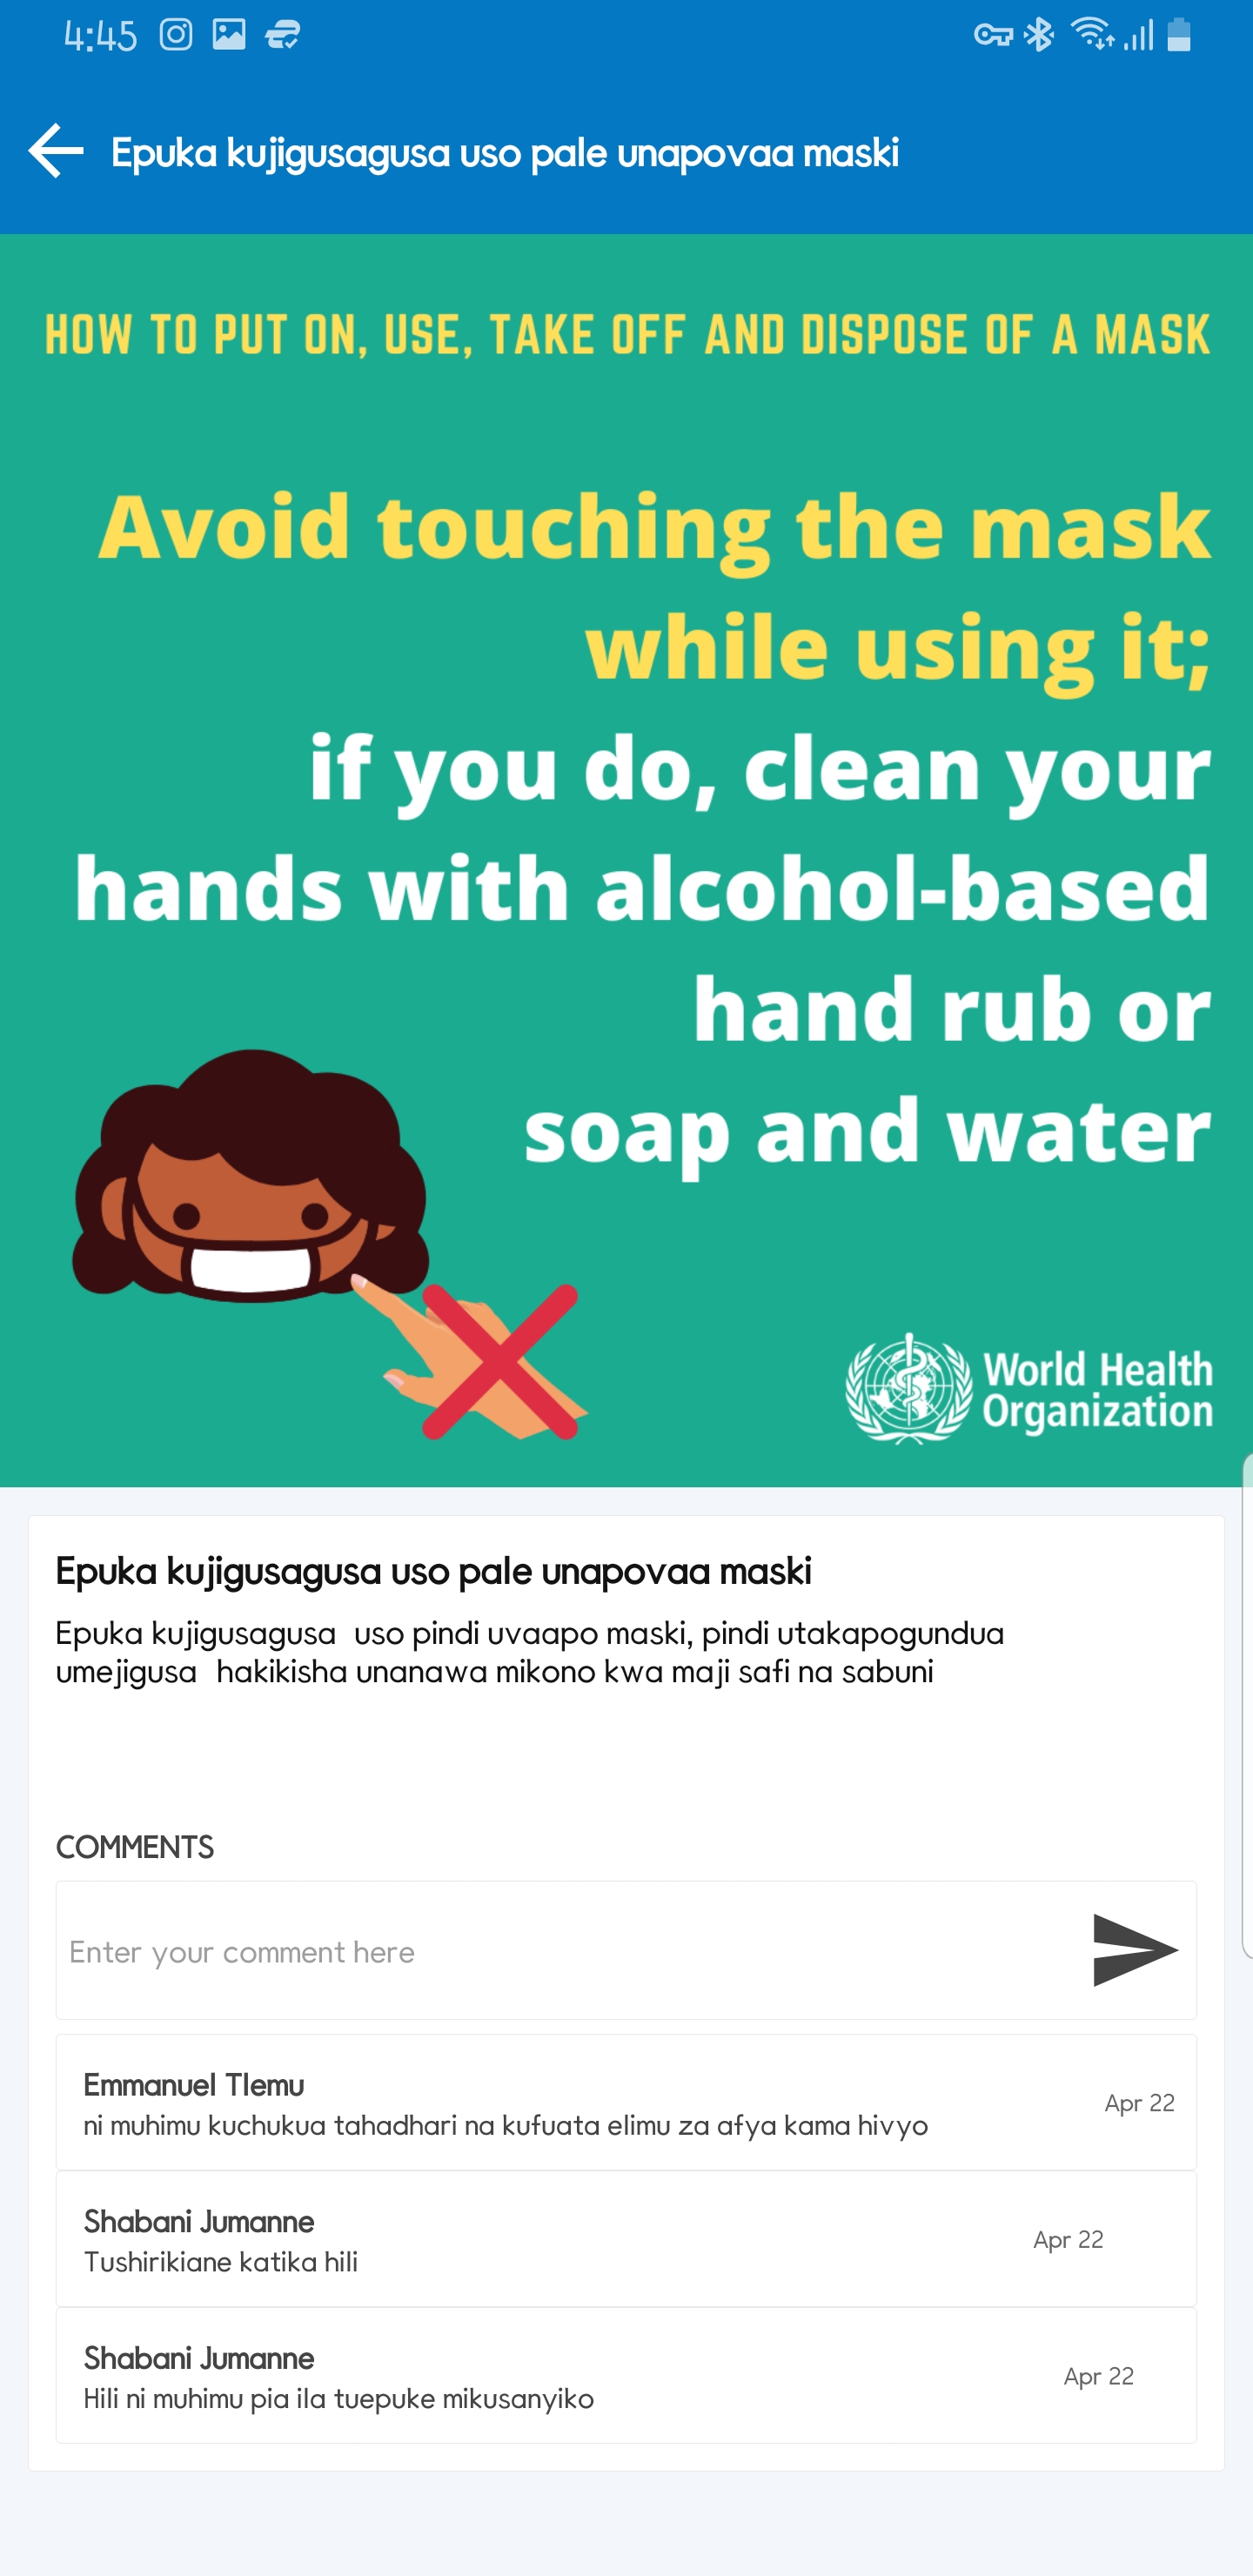 4:45
Epuka kujigusagusa uso pale unapovaa maski
HOW TO PUT ON, USE, TAKE OFF AND DISPOSE OF A MASK
Avoid touching the mask
while using it;
if you do, clean your
hands with alcohol-based
hand rub or
soap and water
World Health
Organization
Epuka kujigusagusa uso pale unapovaa maski
Epuka kujigusagusa  uso pindi uvaapo maski, pindi utakapogundua
umejigusa  hakikisha unanawa mikono kwa maji safi na sabuni
COMMENTS
Enter your comment here
Emmanuel Tlemu
Apr 22
ni muhimu kuchukua tahadhari na kufuata elimu za afya kama hivyo
Shabani Jumanne
Apr 22
Tushirikiane katika hili
Shabani Jumanne
Apr 22
Hili ni muhimu pia ila tuepuke mikusanyiko